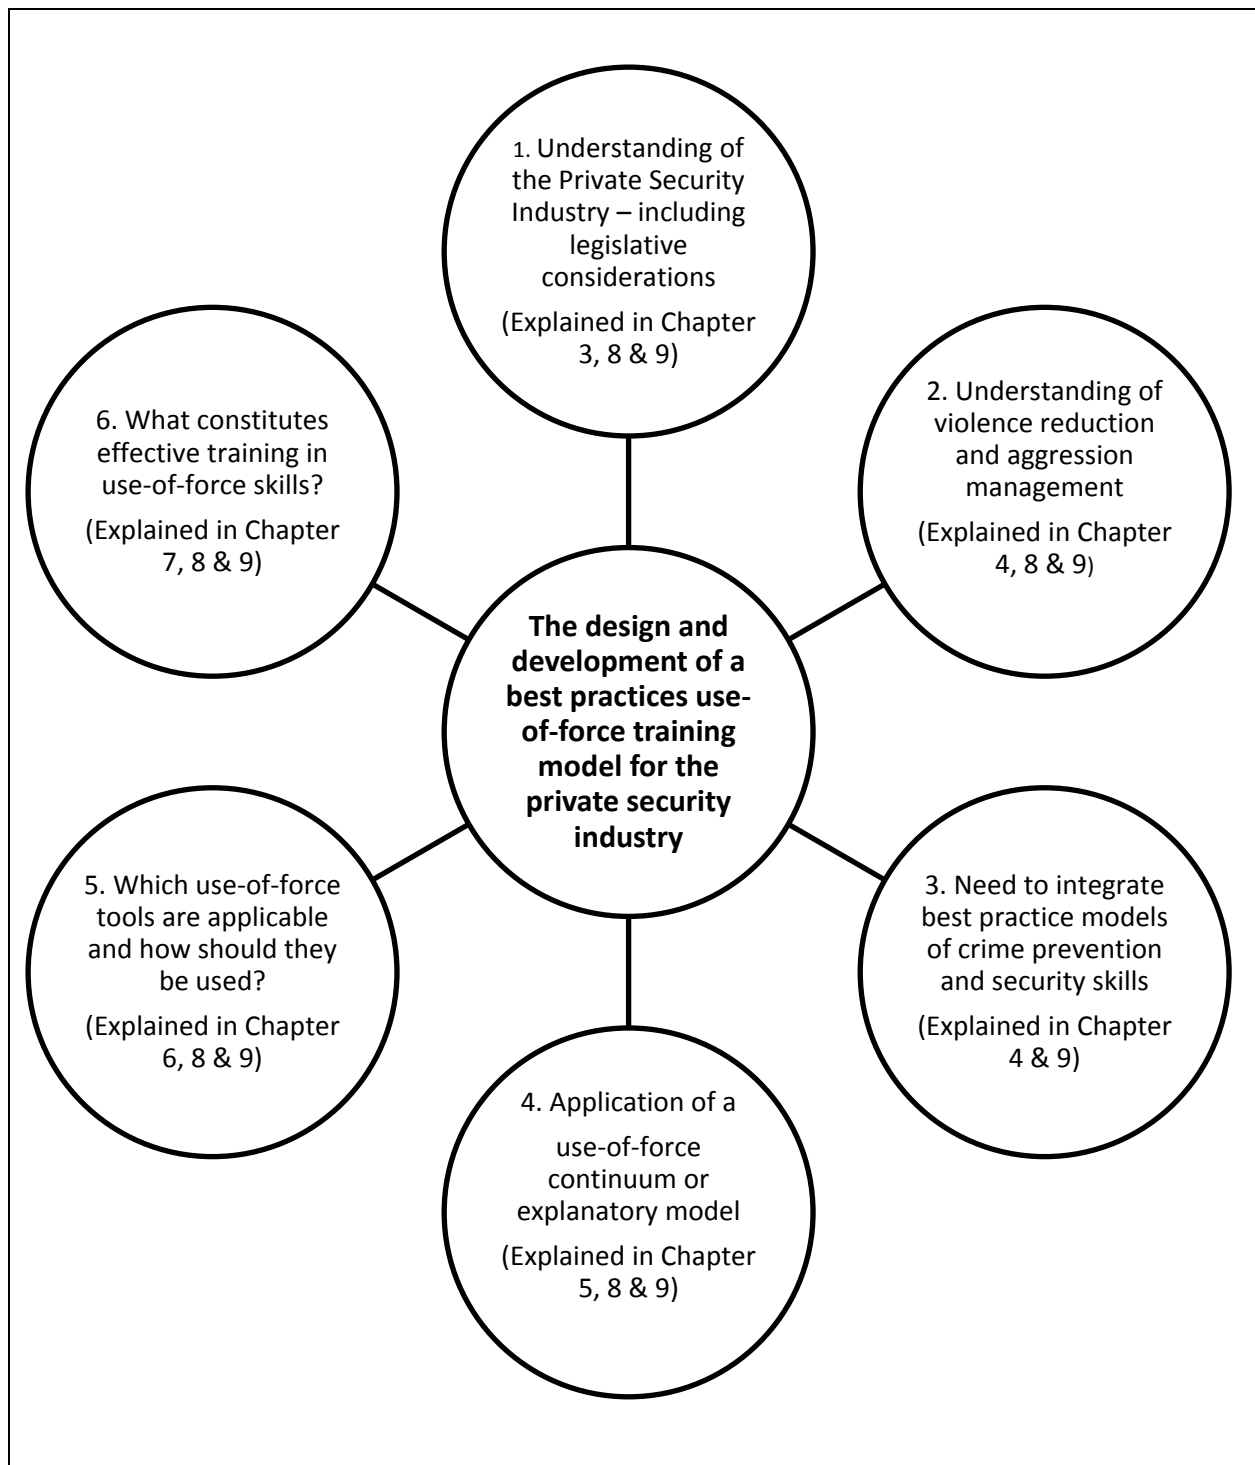 1. Understanding of
the Private Security
Industry – including
legislative
considerations
(Explained in Chapter
3, 8 & 9)
2. Understanding of
violence reduction
and aggression
management
(Explained in Chapter
4, 8 & 9)
3. Need to integrate
best practice models
of crime prevention
and security skills
(Explained in Chapter
4 & 9)
4. Application of a
use-of-force
continuum or
explanatory model
(Explained in Chapter
5, 8 & 9)
5. Which use-of-force
tools are applicable
and how should they
be used?
(Explained in Chapter
6, 8 & 9)
6. What constitutes
effective training in
use-of-force skills?
(Explained in Chapter
7, 8 & 9)
The design and
development of a
best practices use-
of-force training
model for the
private security
industry